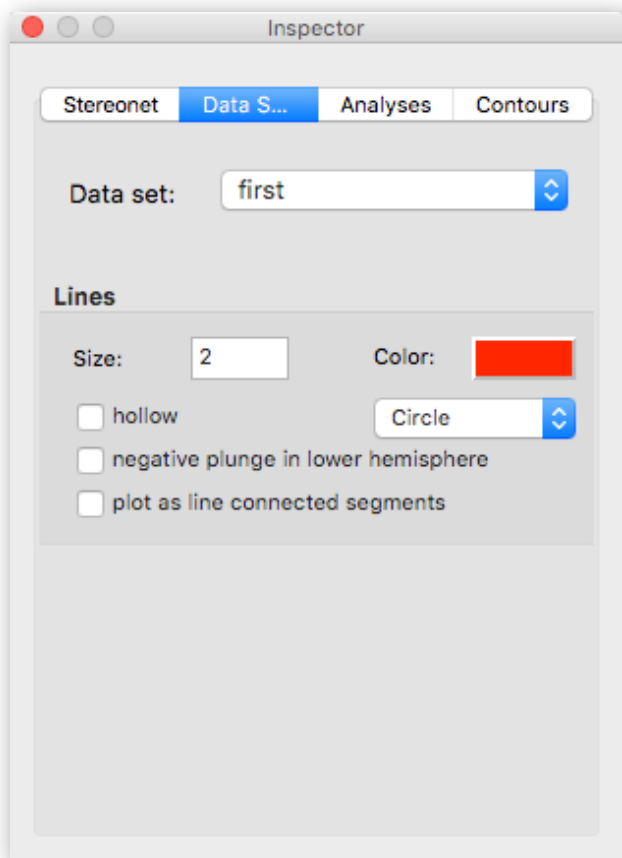 Inspector
Stereonet Data S... Analyses Contours
Data set: first
Lines
Size: 2 Color:
hollow Circle
negative plunge in lower hemisphere
plot as line connected segments